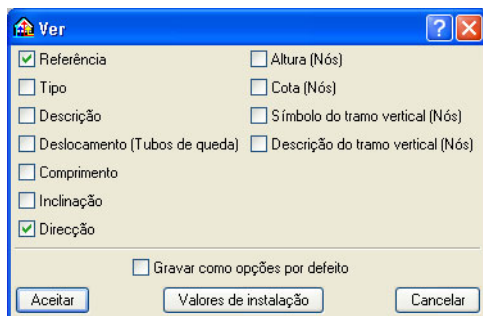 Ver
Referência
Altura (Nós)
Tipo
Cota (Nós)
Descrição
Símbolo do tramo vertical (Nós)
Deslocamento (Tubos de queda)
Descrição do tramo vertical (Nós)
Comprimento
Inclinação
Direcção
Gravar como opções por defeito
Aceitar
Valores de instalação
Cancelar